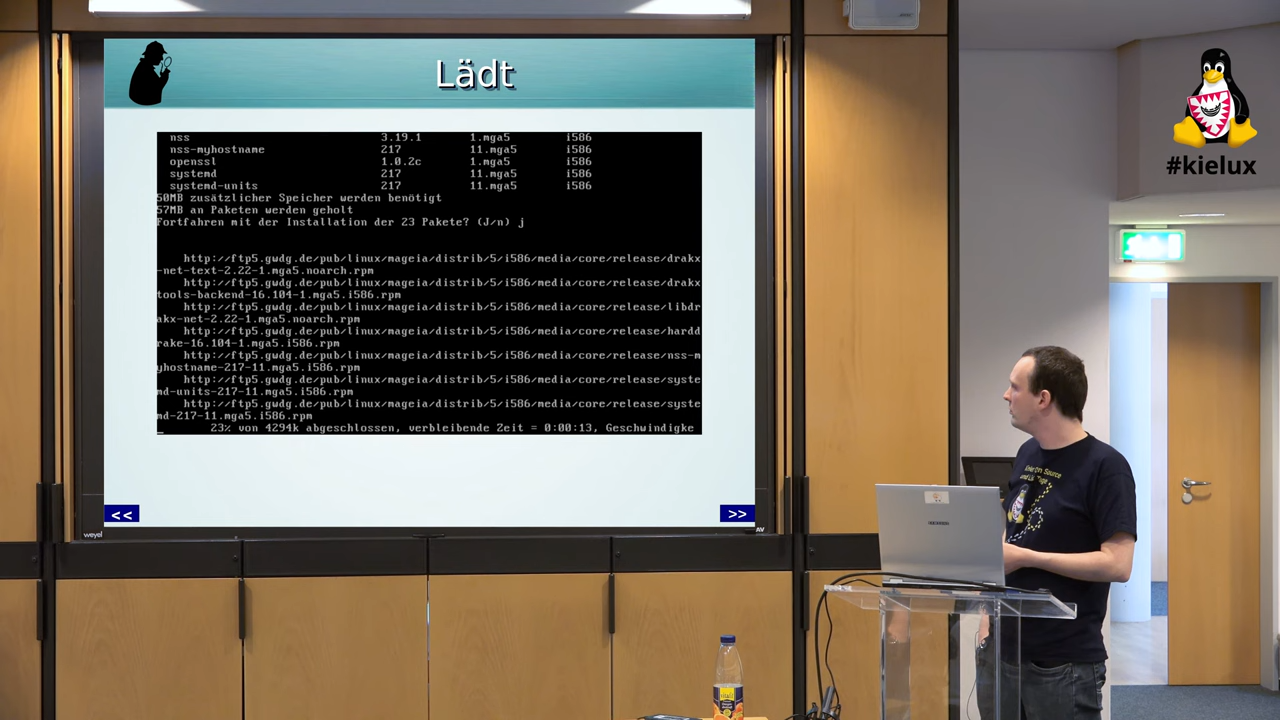 Lädt
nss 3.19.1 1.mga5 i586
nss-myhostname 217 11.mga5 i586
openssl 1.0.2c 1.mga5 i586
systemd 217 11.mga5 i586
systemd-units 217 11.mga5 i586
50MB zusätzlicher Speicher werden benötigt
57MB an Paketen werden geholt
Fortfahren mit der Installation der 23 Pakete? (J/n) j
http://ftp5.gwdg.de/pub/linux/mageia/distrib/5/i586/media/core/release/drakx
-net-text-2.22-1.mga5.noarch.rpm
http://ftp5.gwdg.de/pub/linux/mageia/distrib/5/i586/media/core/release/drakx
tools-backend-16.104-1.mga5.i586.rpm
http://ftp5.gwdg.de/pub/linux/mageia/distrib/5/i586/media/core/release/libdr
akx-net-2.22-1.mga5.noarch.rpm
http://ftp5.gwdg.de/pub/linux/mageia/distrib/5/i586/media/core/release/hardd
rake-16.104-1.mga5.i586.rpm
http://ftp5.gwdg.de/pub/linux/mageia/distrib/5/i586/media/core/release/nss-m
yhostname-217-11.mga5.i586.rpm
http://ftp5.gwdg.de/pub/linux/mageia/distrib/5/i586/media/core/release/syste
md-units-217-11.mga5.i586.rpm
http://ftp5.gwdg.de/pub/linux/mageia/distrib/5/i586/media/core/release/syste
md-217-11.mga5.i586.rpm
23% von 4294k abgeschlossen, verbleibende Zeit = 0:00:13, Geschwindigke
<< >>
weyel AV
#kielux
Source